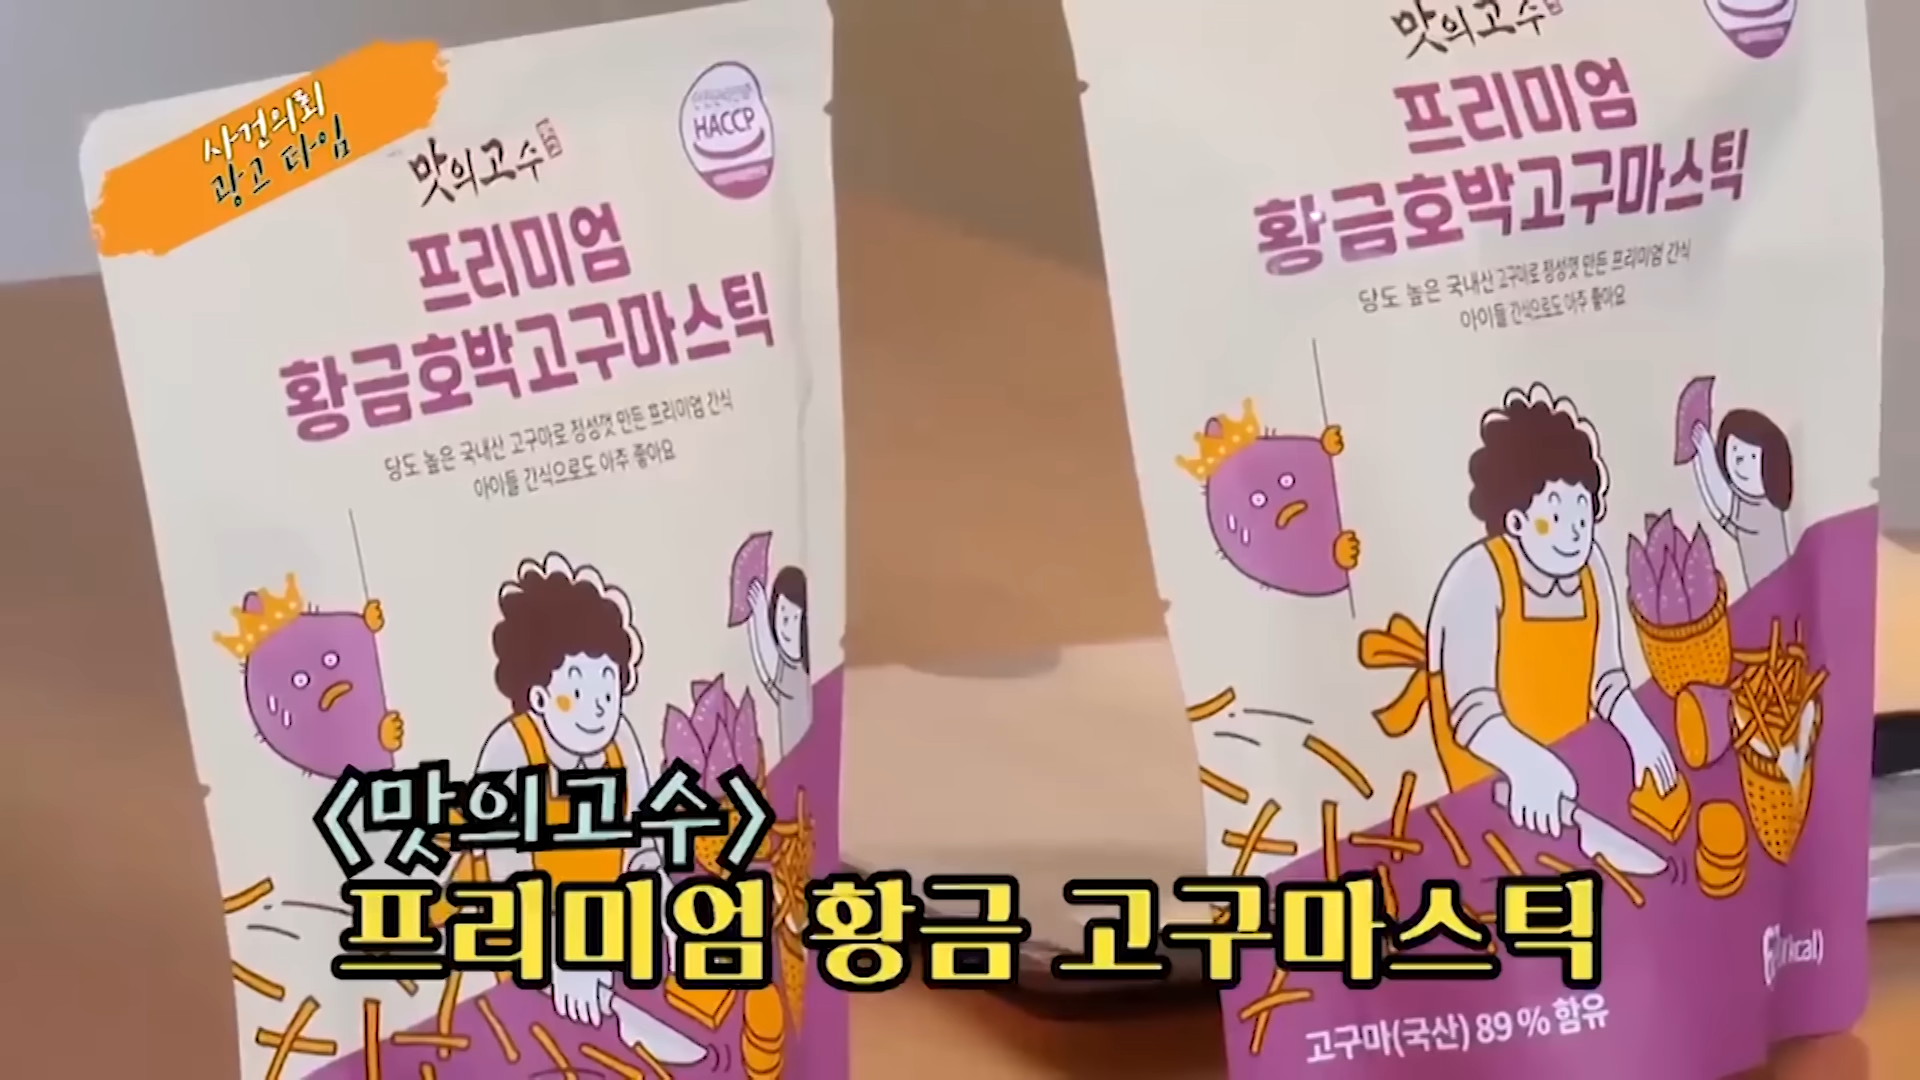 사건의뢰
광고 타임
맛의고수
HACCP
프리미엄
황금호박고구마스틱
당도 높은 국내산 고구마로 정성껏 만든 프리미엄 간식
아이들 간식으로도 아주 좋아요
맛의고수
프리미엄
황금호박고구마스틱
당도 높은 국내산 고구마로 정성껏 만든 프리미엄 간식
아이들 간식으로도 아주 좋아요
<맛의고수>
프리미엄 황금 고구마스틱
고구마(국산) 89 % 함유